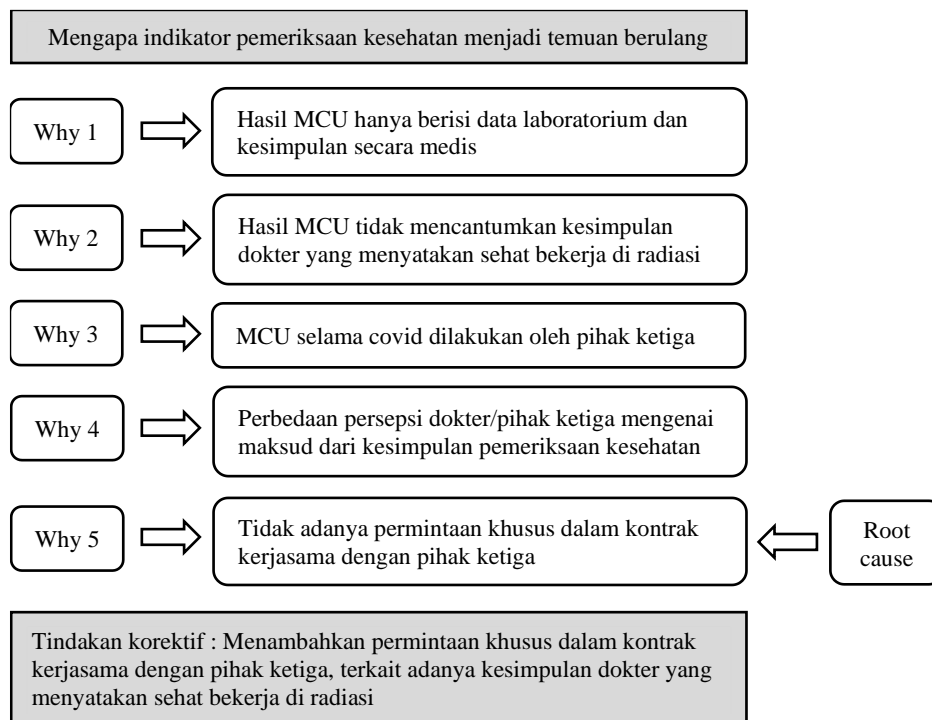 Mengapa indikator pemeriksaan kesehatan menjadi temuan berulang
Why 1
Hasil MCU hanya berisi data laboratorium dan
kesimpulan secara medis
Why 2
Hasil MCU tidak mencantumkan kesimpulan
dokter yang menyatakan sehat bekerja di radiasi
Why 3
MCU selama covid dilakukan oleh pihak ketiga
Why 4
Perbedaan persepsi dokter/pihak ketiga mengenai
maksud dari kesimpulan pemeriksaan kesehatan
Why 5
Tidak adanya permintaan khusus dalam kontrak
kerjasama dengan pihak ketiga
Root
cause
Tindakan korektif : Menambahkan permintaan khusus dalam kontrak
kerjasama dengan pihak ketiga, terkait adanya kesimpulan dokter yang
menyatakan sehat bekerja di radiasi